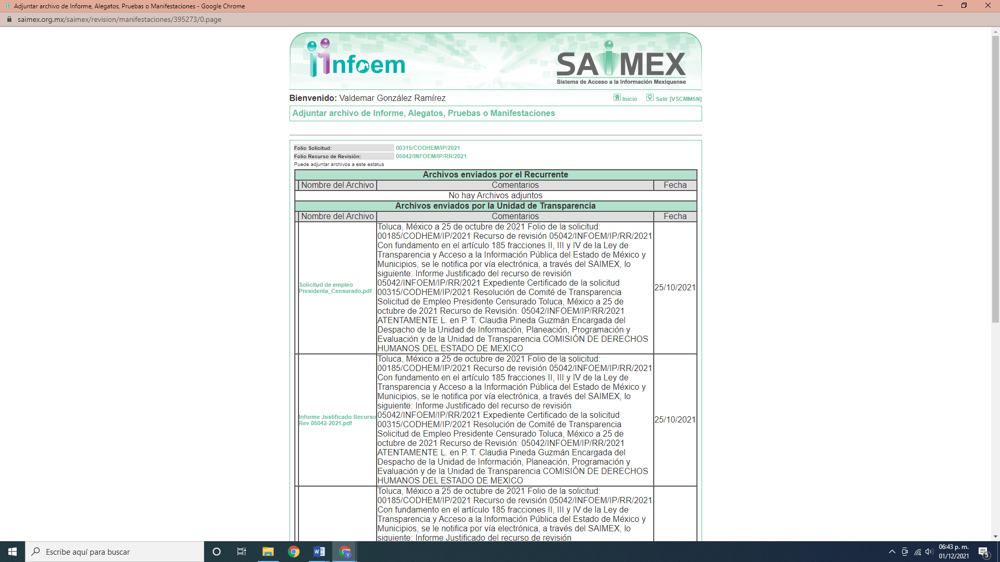 Adjuntar archivo de Informe, Alegatos, Pruebas o Manifestaciones - Google Chrome
saimex.org.mx/saimex/revision/manifestaciones/395273/0.page
infoem
SAIMEX
Sistema de Acceso a la Información Mexiquense
Bienvenido: Valdemar González Ramírez
Inicio
Salir [VSCMM5N]
Adjuntar archivo de Informe, Alegatos, Pruebas o Manifestaciones
Folio Solicitud: 00315/CODHEM/IP/2021
Folio Recurso de Revisión: 05042/INFOEM/IP/RR/2021
Puede adjuntar archivos a este estatus
Archivos enviados por el Recurrente
Nombre del Archivo Comentarios Fecha
No hay Archivos adjuntos
Archivos enviados por la Unidad de Transparencia
Nombre del Archivo Comentarios Fecha
Solicitud de empleo
Presidenta_Censurado.pdf
Toluca, México a 25 de octubre de 2021 Folio de la solicitud:
00185/CODHEM/IP/2021 Recurso de revisión 05042/INFOEM/IP/RR/2021
Con fundamento en el artículo 185 fracciones II, III y IV de la Ley de
Transparencia y Acceso a la Información Pública del Estado de México y
Municipios, se le notifica por vía electrónica, a través del SAIMEX, lo
siguiente: Informe Justificado del recurso de revisión
05042/INFOEM/IP/RR/2021 Expediente Certificado de la solicitud
00315/CODHEM/IP/2021 Resolución de Comité de Transparencia
Solicitud de Empleo Presidente Censurado Toluca, México a 25 de
octubre de 2021 Recurso de Revisión: 05042/INFOEM/IP/RR/2021
ATENTAMENTE L. en P. T. Claudia Pineda Guzmán Encargada del
Despacho de la Unidad de Información, Planeación, Programación y
Evaluación y de la Unidad de Transparencia COMISIÓN DE DERECHOS
HUMANOS DEL ESTADO DE MEXICO
25/10/2021
Informe Justificado Recurso
Rev 05042-2021.pdf
Toluca, México a 25 de octubre de 2021 Folio de la solicitud:
00185/CODHEM/IP/2021 Recurso de revisión 05042/INFOEM/IP/RR/2021
Con fundamento en el artículo 185 fracciones II, III y IV de la Ley de
Transparencia y Acceso a la Información Pública del Estado de México y
Municipios, se le notifica por vía electrónica, a través del SAIMEX, lo
siguiente: Informe Justificado del recurso de revisión
05042/INFOEM/IP/RR/2021 Expediente Certificado de la solicitud
00315/CODHEM/IP/2021 Resolución de Comité de Transparencia
Solicitud de Empleo Presidente Censurado Toluca, México a 25 de
octubre de 2021 Recurso de Revisión: 05042/INFOEM/IP/RR/2021
ATENTAMENTE L. en P. T. Claudia Pineda Guzmán Encargada del
Despacho de la Unidad de Información, Planeación, Programación y
Evaluación y de la Unidad de Transparencia COMISIÓN DE DERECHOS
HUMANOS DEL ESTADO DE MEXICO
25/10/2021
Toluca, México a 25 de octubre de 2021 Folio de la solicitud:
00185/CODHEM/IP/2021 Recurso de revisión 05042/INFOEM/IP/RR/2021
Con fundamento en el artículo 185 fracciones II, III y IV de la Ley de
Transparencia y Acceso a la Información Pública del Estado de México y
Municipios, se le notifica por vía electrónica, a través del SAIMEX, lo
siguiente: Informe Justificado del recurso de revisión
Escribe aquí para buscar
06:43 p. m.
01/12/2021
5